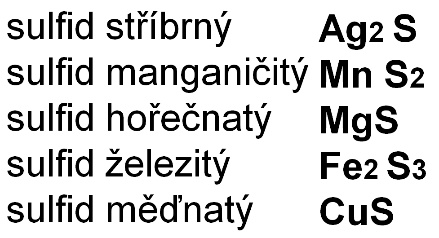 sulfid stříbrný Ag2 S
sulfid manganičitý Mn S2
sulfid hořečnatý MgS
sulfid železitý Fe2 S3
sulfid měďnatý CuS